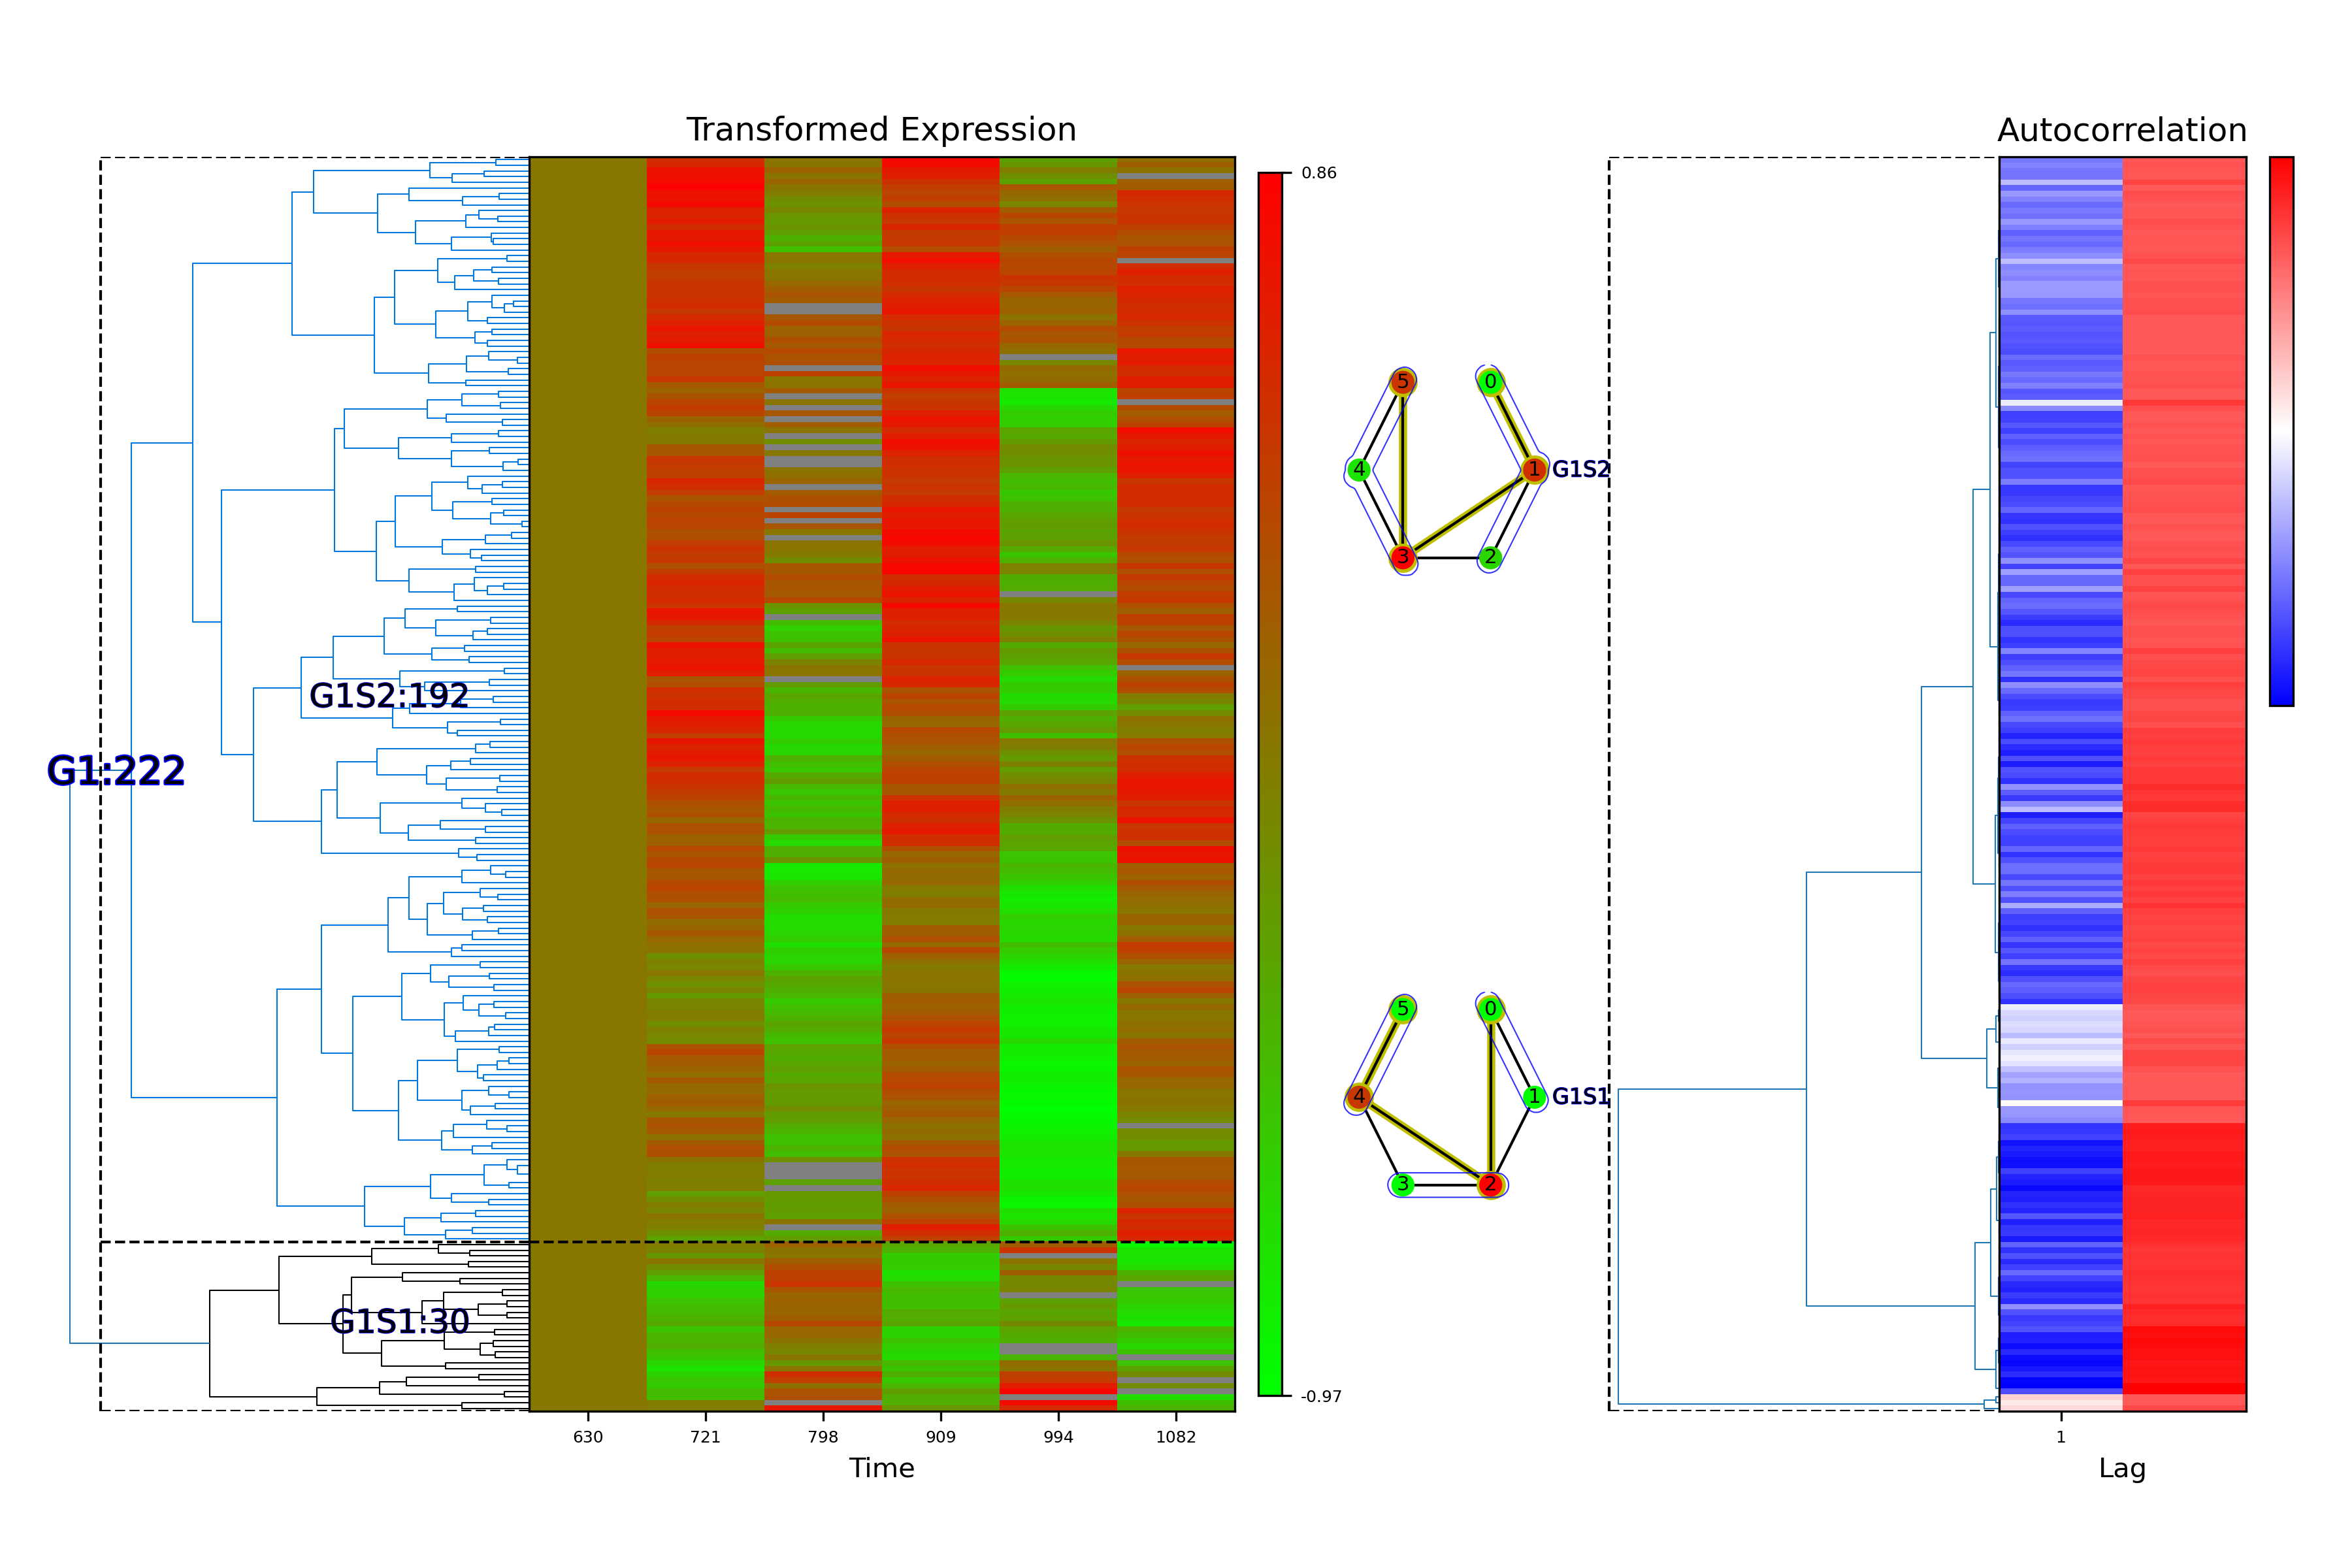 Transformed Expression
Autocorrelation
0.86
5 0
4 1 G1S2
3 2
G1S2:192
G1:222
5 0
4 1 G1S1
3 2
G1S1:30
-0.97
630 721 798 909 994 1082
1
Time
Lag